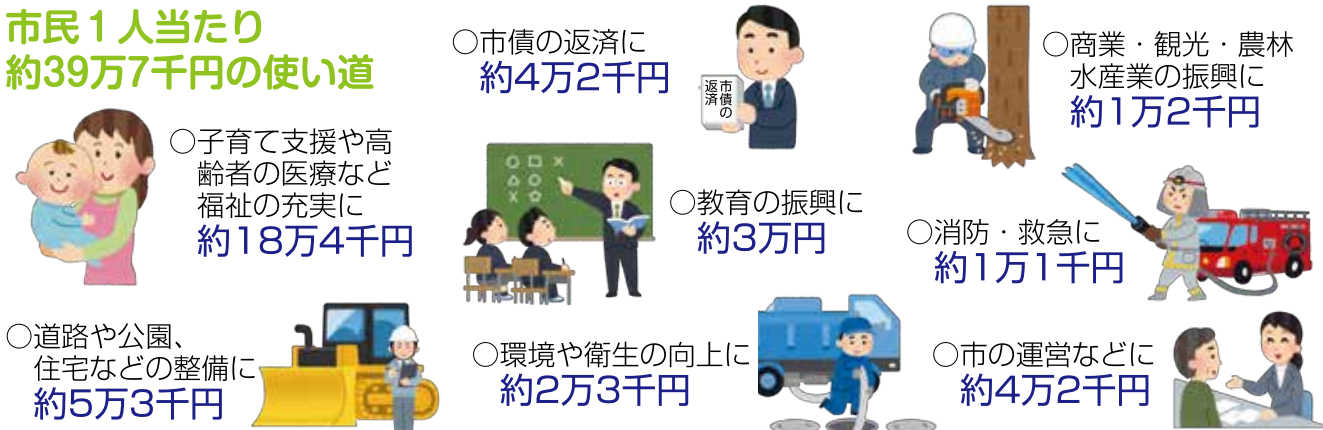 市民１人当たり
約39万7千円の使い道
○子育て支援や高
齢者の医療など
福祉の充実に
約18万4千円
○道路や公園、
住宅などの整備に
約5万3千円
○市債の返済に
約4万2千円
市債の
返済
○教育の振興に
約3万円
○環境や衛生の向上に
約2万3千円
○商業・観光・農林
水産業の振興に
約1万2千円
○消防・救急に
約1万1千円
○市の運営などに
約4万2千円